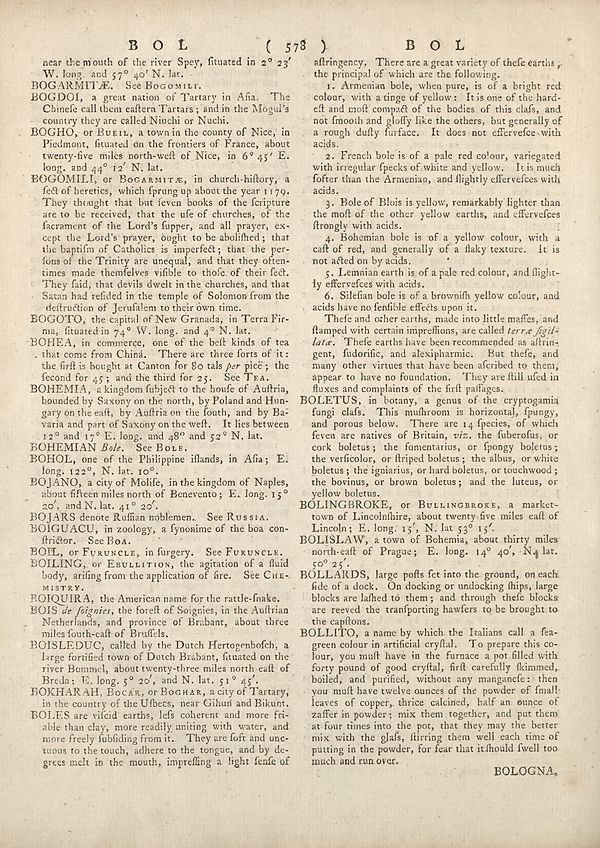 B O L ( 578 ) B O L
near the mouth of the river Spey, ſituated in 2° 23′
W. long. and 57° 40′ N. lat.
BOGARMITÆ. See BOGOMILI.
BOGDOI, a great nation of Tartary in Aſia. The
Chineſe call them eaſtern Tartars; and in the Mogul's
country they are called Niuchi or Nuchi.
BOGHO, or BUEIL, a town in the county of Nice, in
Piedmont, ſituated on the frontiers of France, about
twenty-five miles north-weſt of Nice, in 6° 45′ E.
long. and 44° 12′ N. lat.
BOGOMILI, or BOGARMITÆ, in church-hiſtory, a
ſect of heretics, which ſprung up about the year 1179.
They thought that but ſeven books of the ſcripture
are to be received, that the uſe of churches, of the
ſacrament of the Lord's ſupper, and all prayer, ex-
cept the Lord's prayer, ought to be aboliſhed; that
the baptiſm of Catholics is imperfect; that the per-
ſons of the Trinity are unequal, and that they often-
times made themſelves viſible to thoſe of their ſect.
They ſaid, that devils dwelt in the churches, and that
Satan had reſided in the temple of Solomon from the
deſtruction of Jeruſalem to their own time.
BOGOTO, the capital of New Granada, in Terra Fir-
ma, ſituated in 74° W. long. and 4° N. lat.
BOHEA, in commerce, one of the beſt kinds of tea
that come from China. There are three ſorts of it:
the firſt is bought at Canton for 80 tals per pice; the
ſecond for 45; and the third for 25. See TEA.
BOHEMIA, a kingdom ſubject to the houſe of Auſtria,
bounded by Saxony on the north, by Poland and Hun-
gary on the eaſt, by Auſtria on the ſouth, and by Ba-
varia and part of Saxony on the weſt. It lies between
12° and 17° E. long. and 48° and 52° N. lat.
BOHEMIAN Bole. See BOLE.
BOHOL, one of the Philippine iſlands, in Aſia; E.
long. 122°, N. lat. 10°.
BOJANO, a city of Moliſe, in the kingdom of Naples,
about fifteen miles north of Benevento; E. long. 15°
20′, and N. lat. 41° 20′.
BOJARS denote Ruſſian noblemen. See RUSSIA.
BOIGUACU, in zoology, a ſynonime of the boa con-
ſtrictor. See BOA.
BOIL, or FURUNCLE, in ſurgery. See FURUNCLE.
BOILING, or EBULLITION, the agitation of a fluid
body, ariſing from the application of fire. See CHE-
MISTRY.
BOIQUIRA, the American name for the rattle-ſnake.
BOIS de ſoignies, the foreſt of Soignies, in the Auſtrian
Netherlands, and province of Brabant, about three
miles ſouth-eaſt of Bruſſels.
BOISLEDUC, called by the Dutch Hertogenboſch, a
large fortified town of Dutch Brabant, ſituated on the
river Bommel, about twenty-three miles north eaſt of
Breda; E. long. 5° 20′, and N. lat. 51° 45′.
BOKHARAH, BOCAR, or BOGHAR, a city of Tartary,
in the country of the Uſbecs, near Gihun and Bikunt.
BOLES are viſcid earths, leſs coherent and more fri-
able than clay, more readily uniting with water, and
more freely ſubſiding from it. They are ſoft and unc-
tuous to the touch, adhere to the tongue, and by de-
grees melt in the mouth, impreſſing a light ſenſe of
aſtringency. There are a great variety of theſe earths,
the principal of which are the following.
1. Armenian bole, when pure, is of a bright red
colour, with a tinge of yellow: It is one of the hard-
eſt and moſt compact of the bodies of this claſs, and
not ſmooth and gloſſy like the others, but generally of
a rough duſty ſurface. It does not efferveſce with
acids.
2. French bole is of a pale red colour, variegated
with irregular ſpecks of white and yellow. It is much
ſofter than the Armenian, and ſlightly efferveſces with
acids.
3. Bole of Blois is yellow, remarkably lighter than
the moſt of the other yellow earths, and efferveſces
ſtrongly with acids.
4. Bohemian bole is of a yellow colour, with a
caſt of red, and generally of a flaky texture. It is
not acted on by acids.
5. Lemnian earth is of a pale red colour, and ſlight-
ly efferveſces with acids.
6. Sileſian bole is of a browniſh yellow colour, and
acids have no ſenſible effects upon it.
Theſe and other earths, made into little maſſes, and
ſtamped with certain impreſſions, are called terræ ſigil-
latæ. Theſe earths have been recommended as aſtrin-
gent, ſudorific, and alexipharmic. But theſe, and
many other virtues that have been aſcribed to them,
appear to have no foundation. They are ſtill uſed in
fluxes and complaints of the firſt paſſages.
BOLETUS, in botany, a genus of the cryptogamia
fungi claſs. This muſhroom is horizontal, ſpungy,
and porous below. There are 14 ſpecies, of which
ſeven are natives of Britain, viz. the ſuberoſus, or
cork boletus; the fomentarius, or ſpongy boletus;
the verſicolor, or ſtriped boletus; the albus, or white
boletus; the igniarius, or hard boletus, or touchwood;
the bovinus, or brown boletus; and the luteus, or
yellow boletus.
BOLINGBROKE, or BULLINGBROKE, a market-
town of Lincolnſhire, about twenty-five miles eaſt of
Lincoln; E. long. 15′, N. lat 53° 15′.
BOLISLAW, a town of Bohemia, about thirty miles
north-eaſt of Prague; E. long. 14° 40′, N. lat.
50° 25′.
BOLLARDS, large poſts ſet into the ground, on each
ſide of a dock. On docking or undocking ſhips, large
blocks are laſhed to them; and through theſe blocks
are reeved the tranſporting hawſers to be brought to
the capſtons.
BOLLITO, a name by which the Italians call a ſea-
green colour in artificial cryſtal. To prepare this co-
lour, you muſt have in the furnace a pot filled with
forty pound of good cryſtal, firſt carefully ſkimmed,
boiled, and purified, without any manganeſe: then
you muſt have twelve ounces of the powder of ſmall
leaves of copper, thrice calcined, half an ounce of
zaffer in powder; mix them together, and put them
at four times into the pot, that they may the better
mix with the glaſs, ſtirring them well each time of
putting in the powder, for fear that it ſhould ſwell too
much and run over.
BOLOGNA,